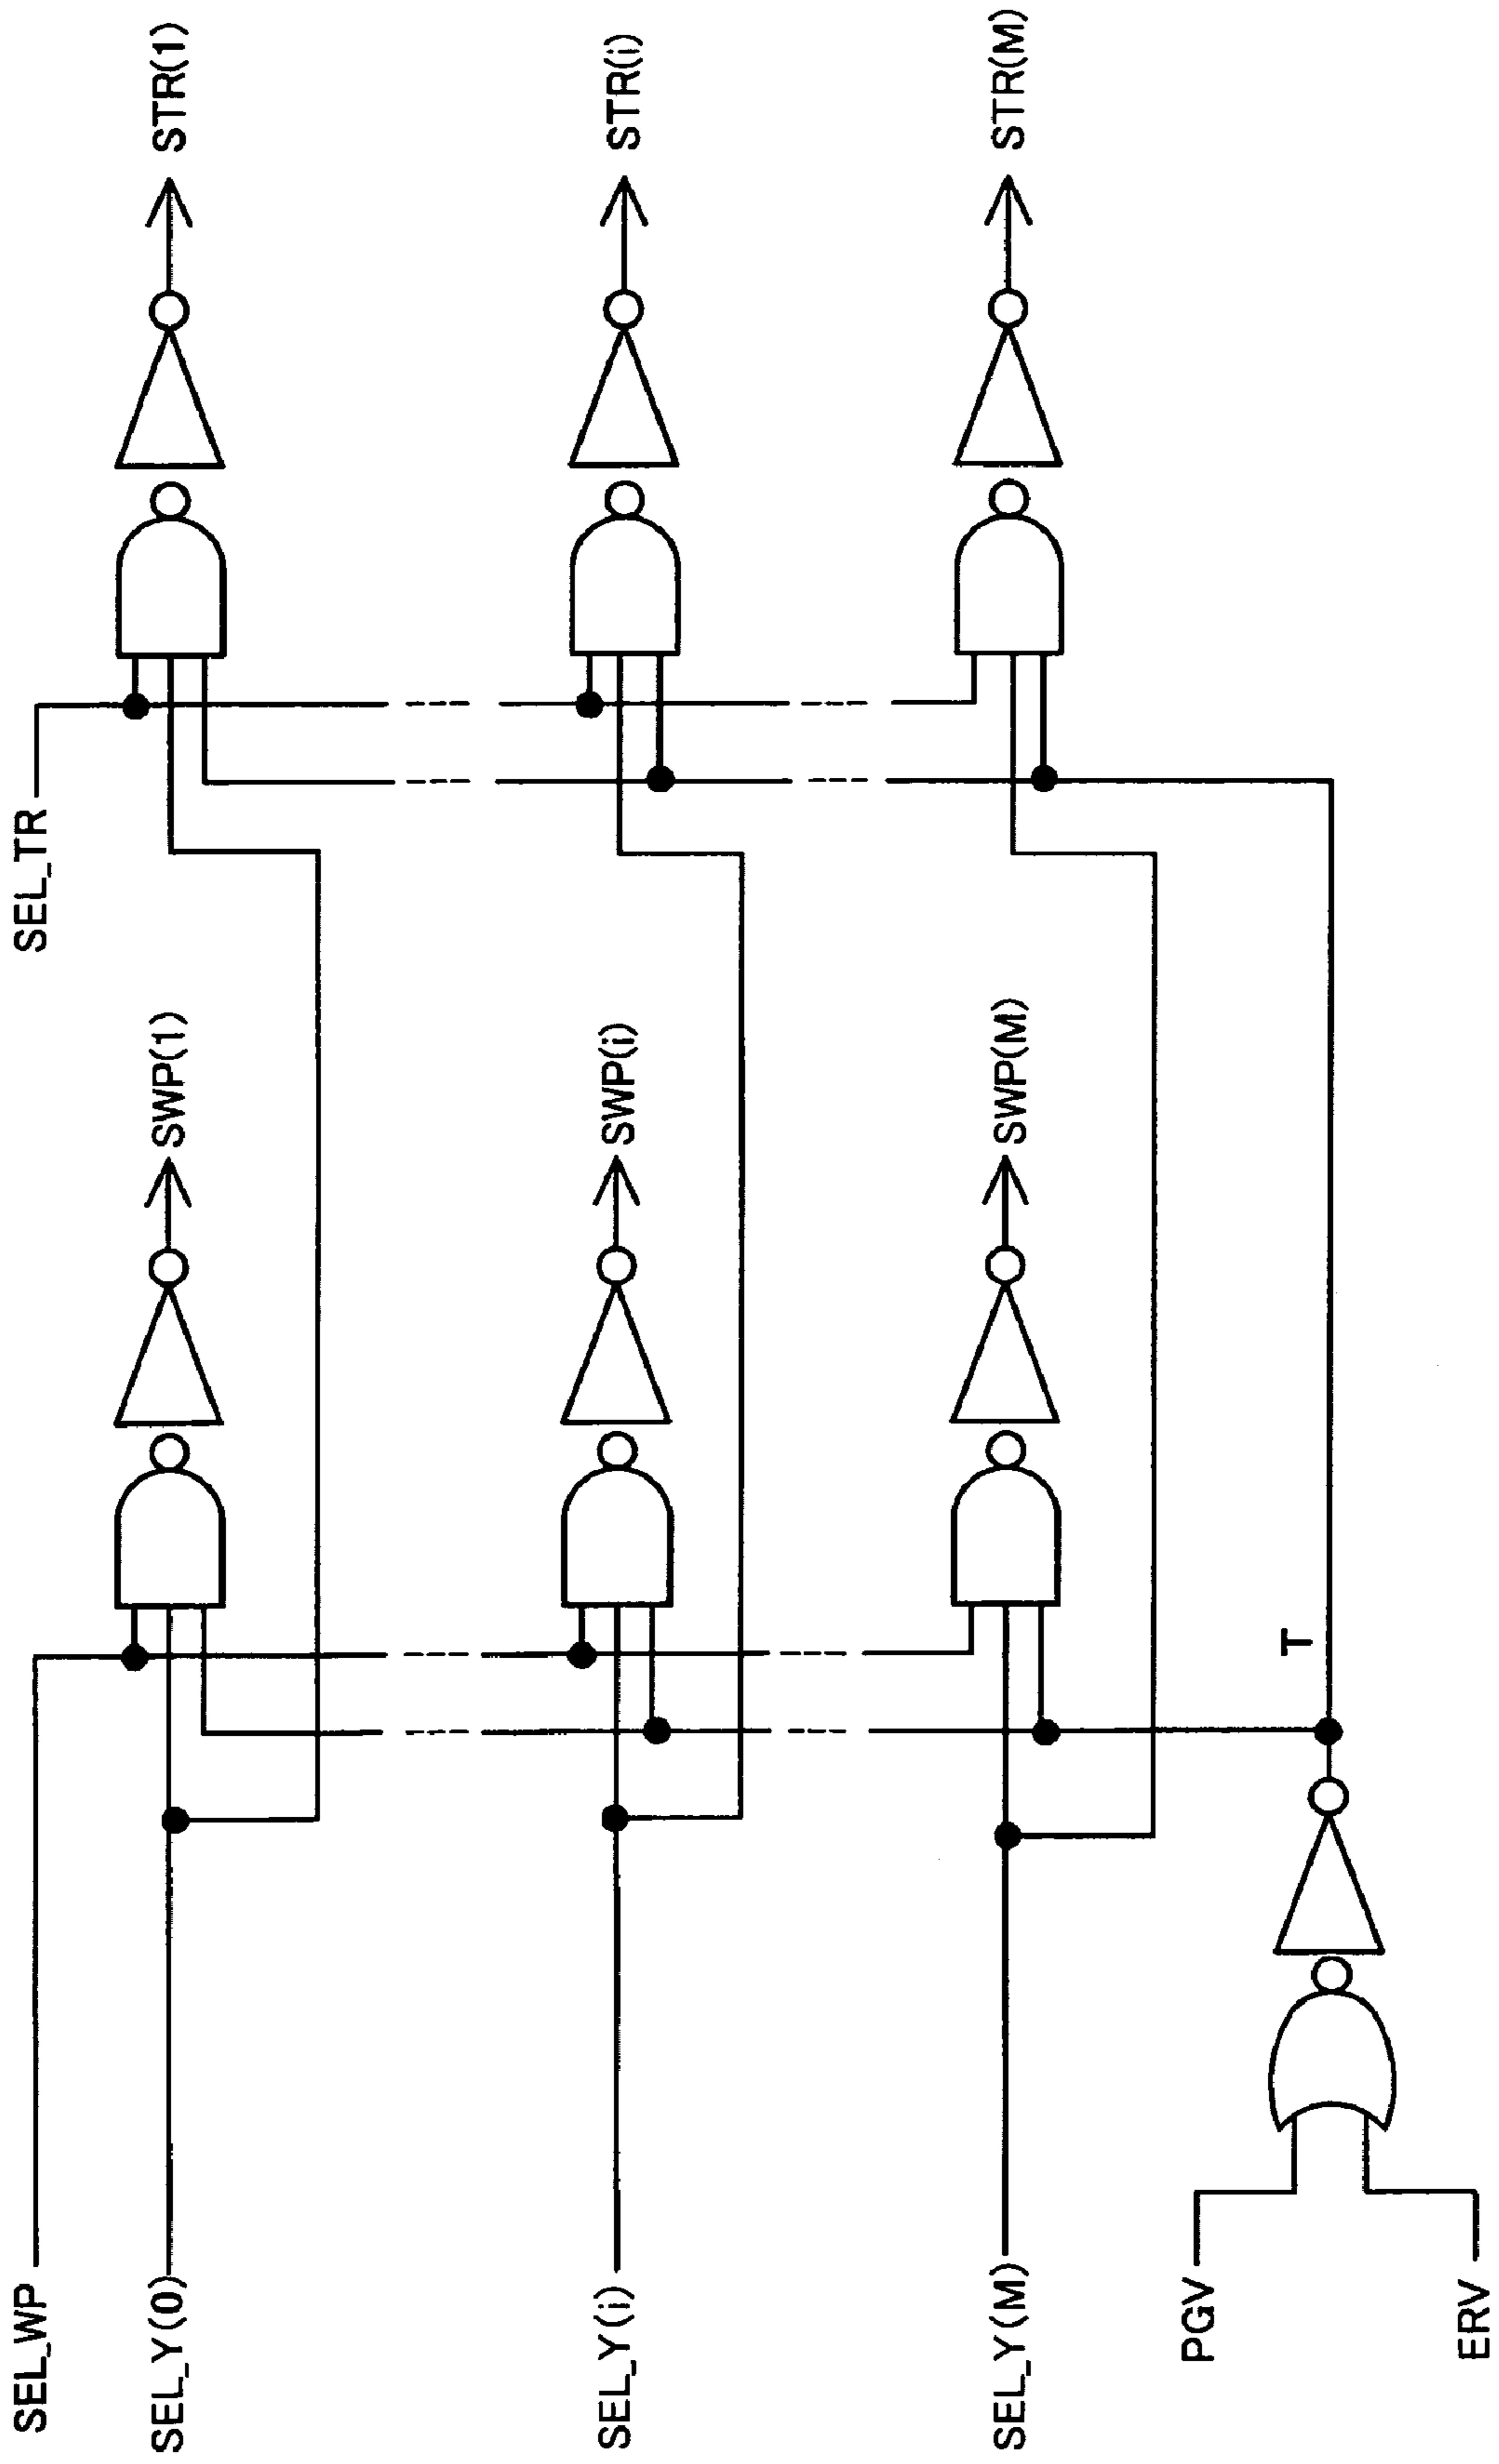 SEL_WP
SEL_TR
SEL_Y(0)
SWP(1)
STR(1)
SEL_Y(i)
SWP(i)
STR(i)
SEL_Y(M)
SWP(M)
STR(M)
PGV
T
ERV